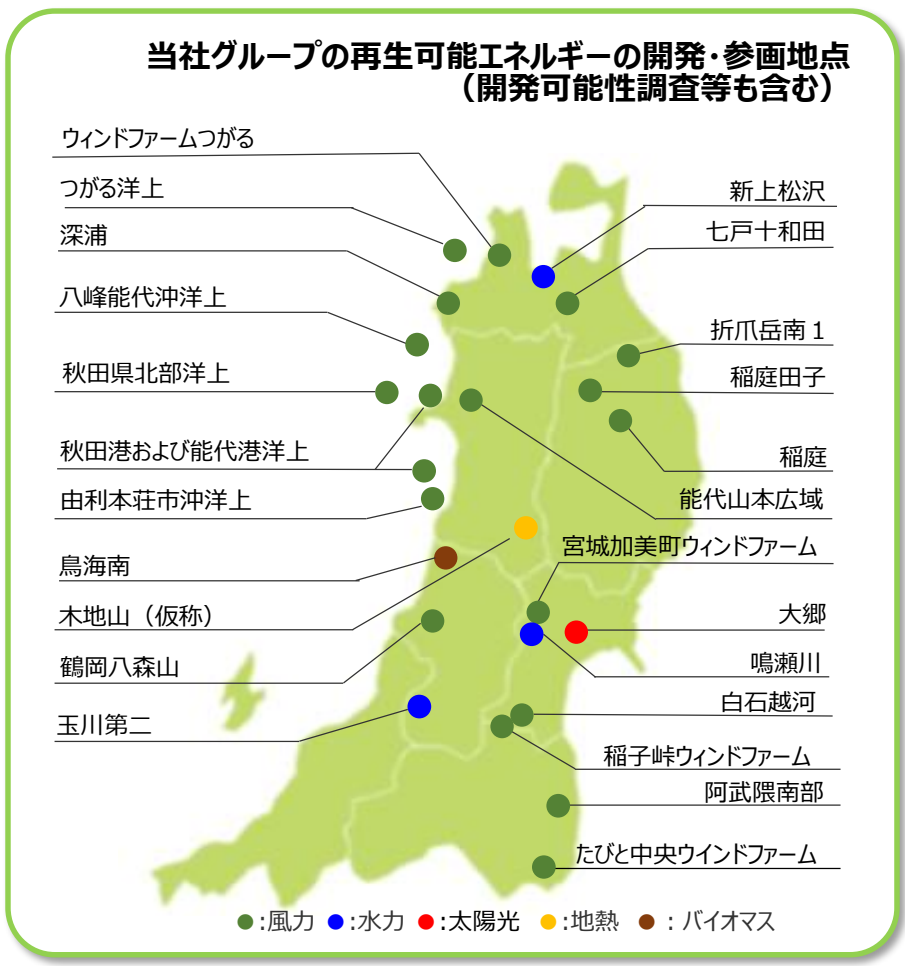 当社グループの再生可能エネルギーの開発・参画地点
（開発可能性調査等も含む）
ウィンドファームつがる
つがる洋上
深浦
八峰能代沖洋上
秋田県北部洋上
秋田港および能代港洋上
由利本荘市沖洋上
鳥海南
木地山（仮称）
鶴岡八森山
玉川第二
新上松沢
七戸十和田
折爪岳南１
稲庭田子
稲庭
能代山本広域
宮城加美町ウィンドファーム
大郷
鳴瀬川
白石越河
稲子峠ウィンドファーム
阿武隈南部
たびと中央ウインドファーム
●:風力 ●:水力 ●:太陽光 ●:地熱 ●：バイオマス